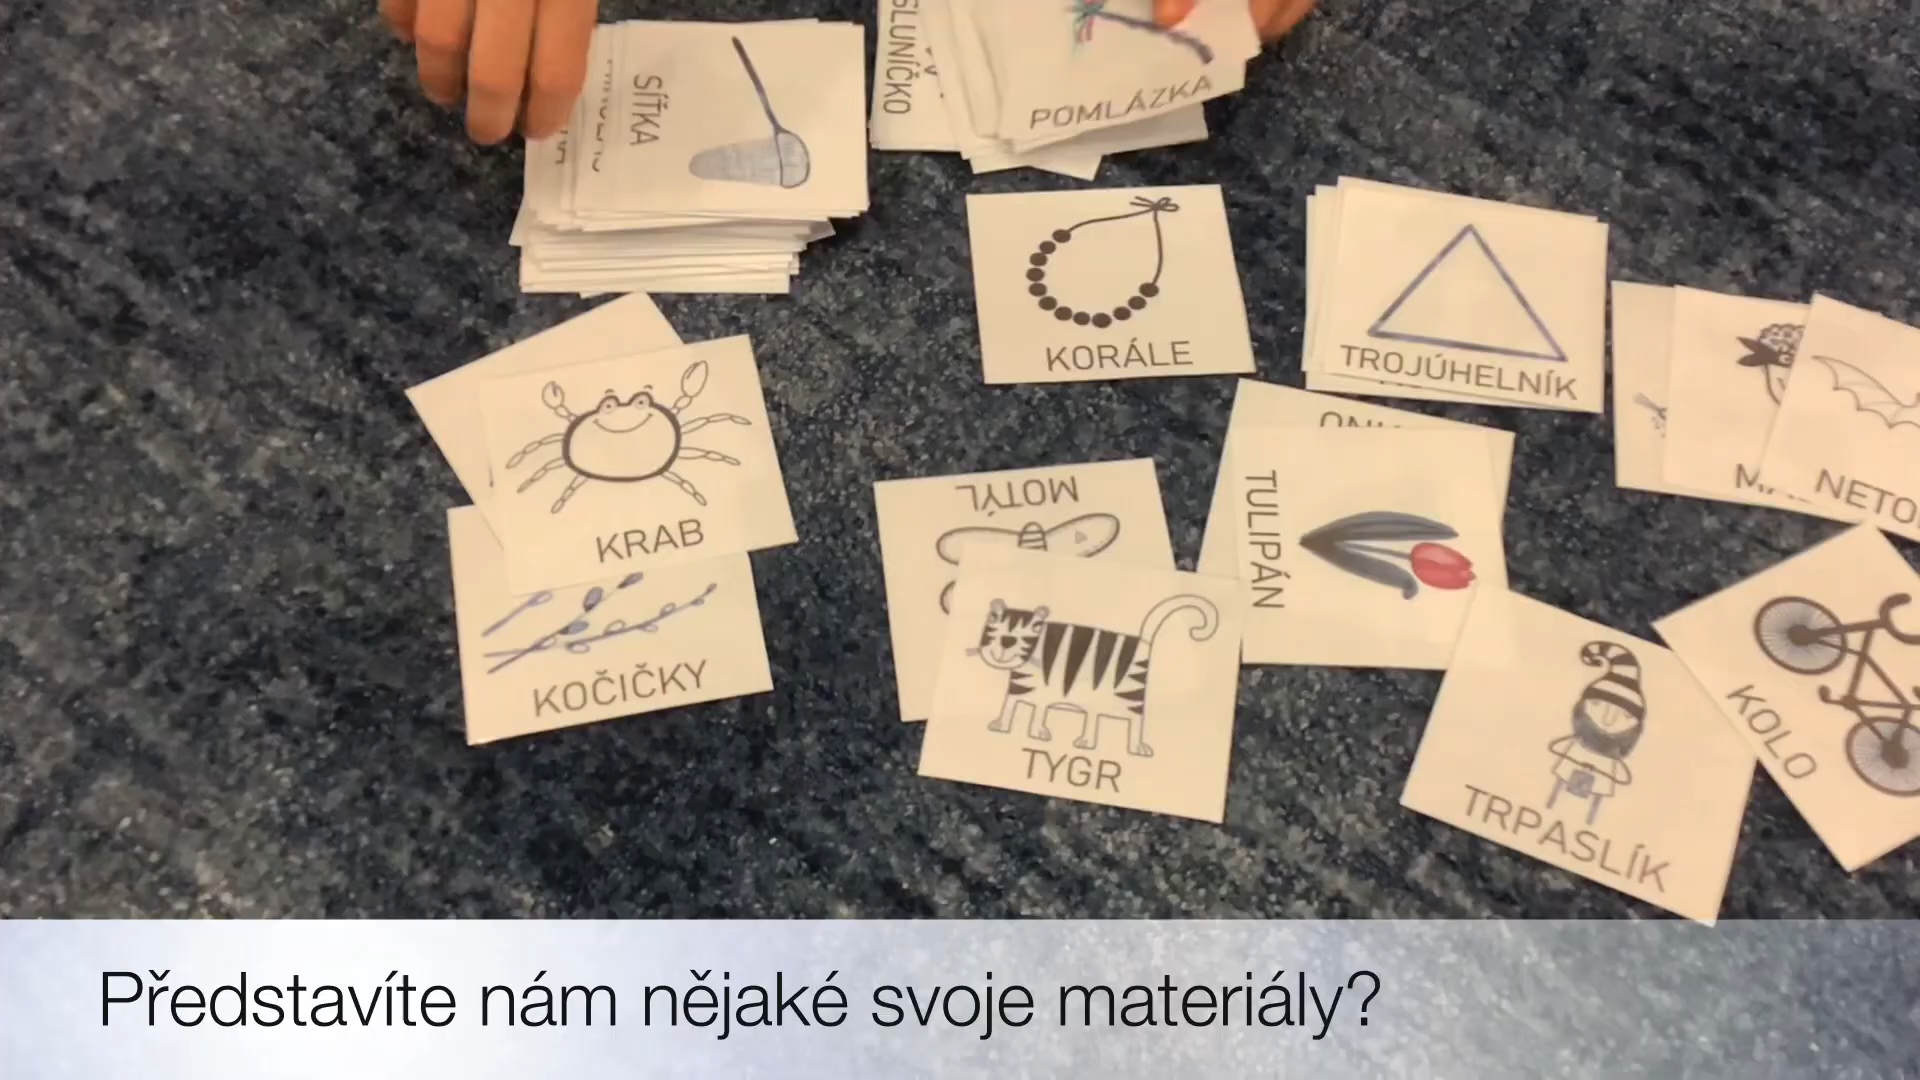 SÍŤKA
SLUNÍČKO
POMLÁZKA
KORÁLE
TROJÚHELNÍK
KRAB
MOTÝL
TULIPÁN
KOČIČKY
TYGR
TRPASLÍK
KOLO
Představíte nám nějaké svoje materiály?